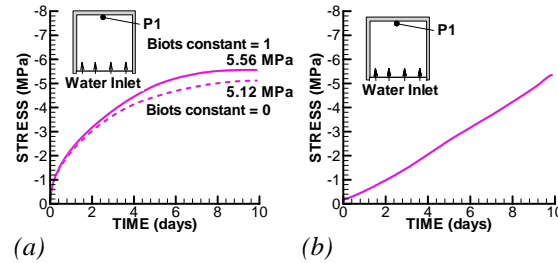 -8
-7
-6
-5
-4
-3
-2
-1
0
STRESS (MPa)
P1
Water Inlet
Biots constant = 1
5.56 MPa
5.12 MPa
Biots constant = 0
0 2 4 6 8 10
TIME (days)
(a)
-8
-7
-6
-5
-4
-3
-2
-1
0
STRESS (MPa)
P1
Water Inlet
0 2 4 6 8 10
TIME (days)
(b)